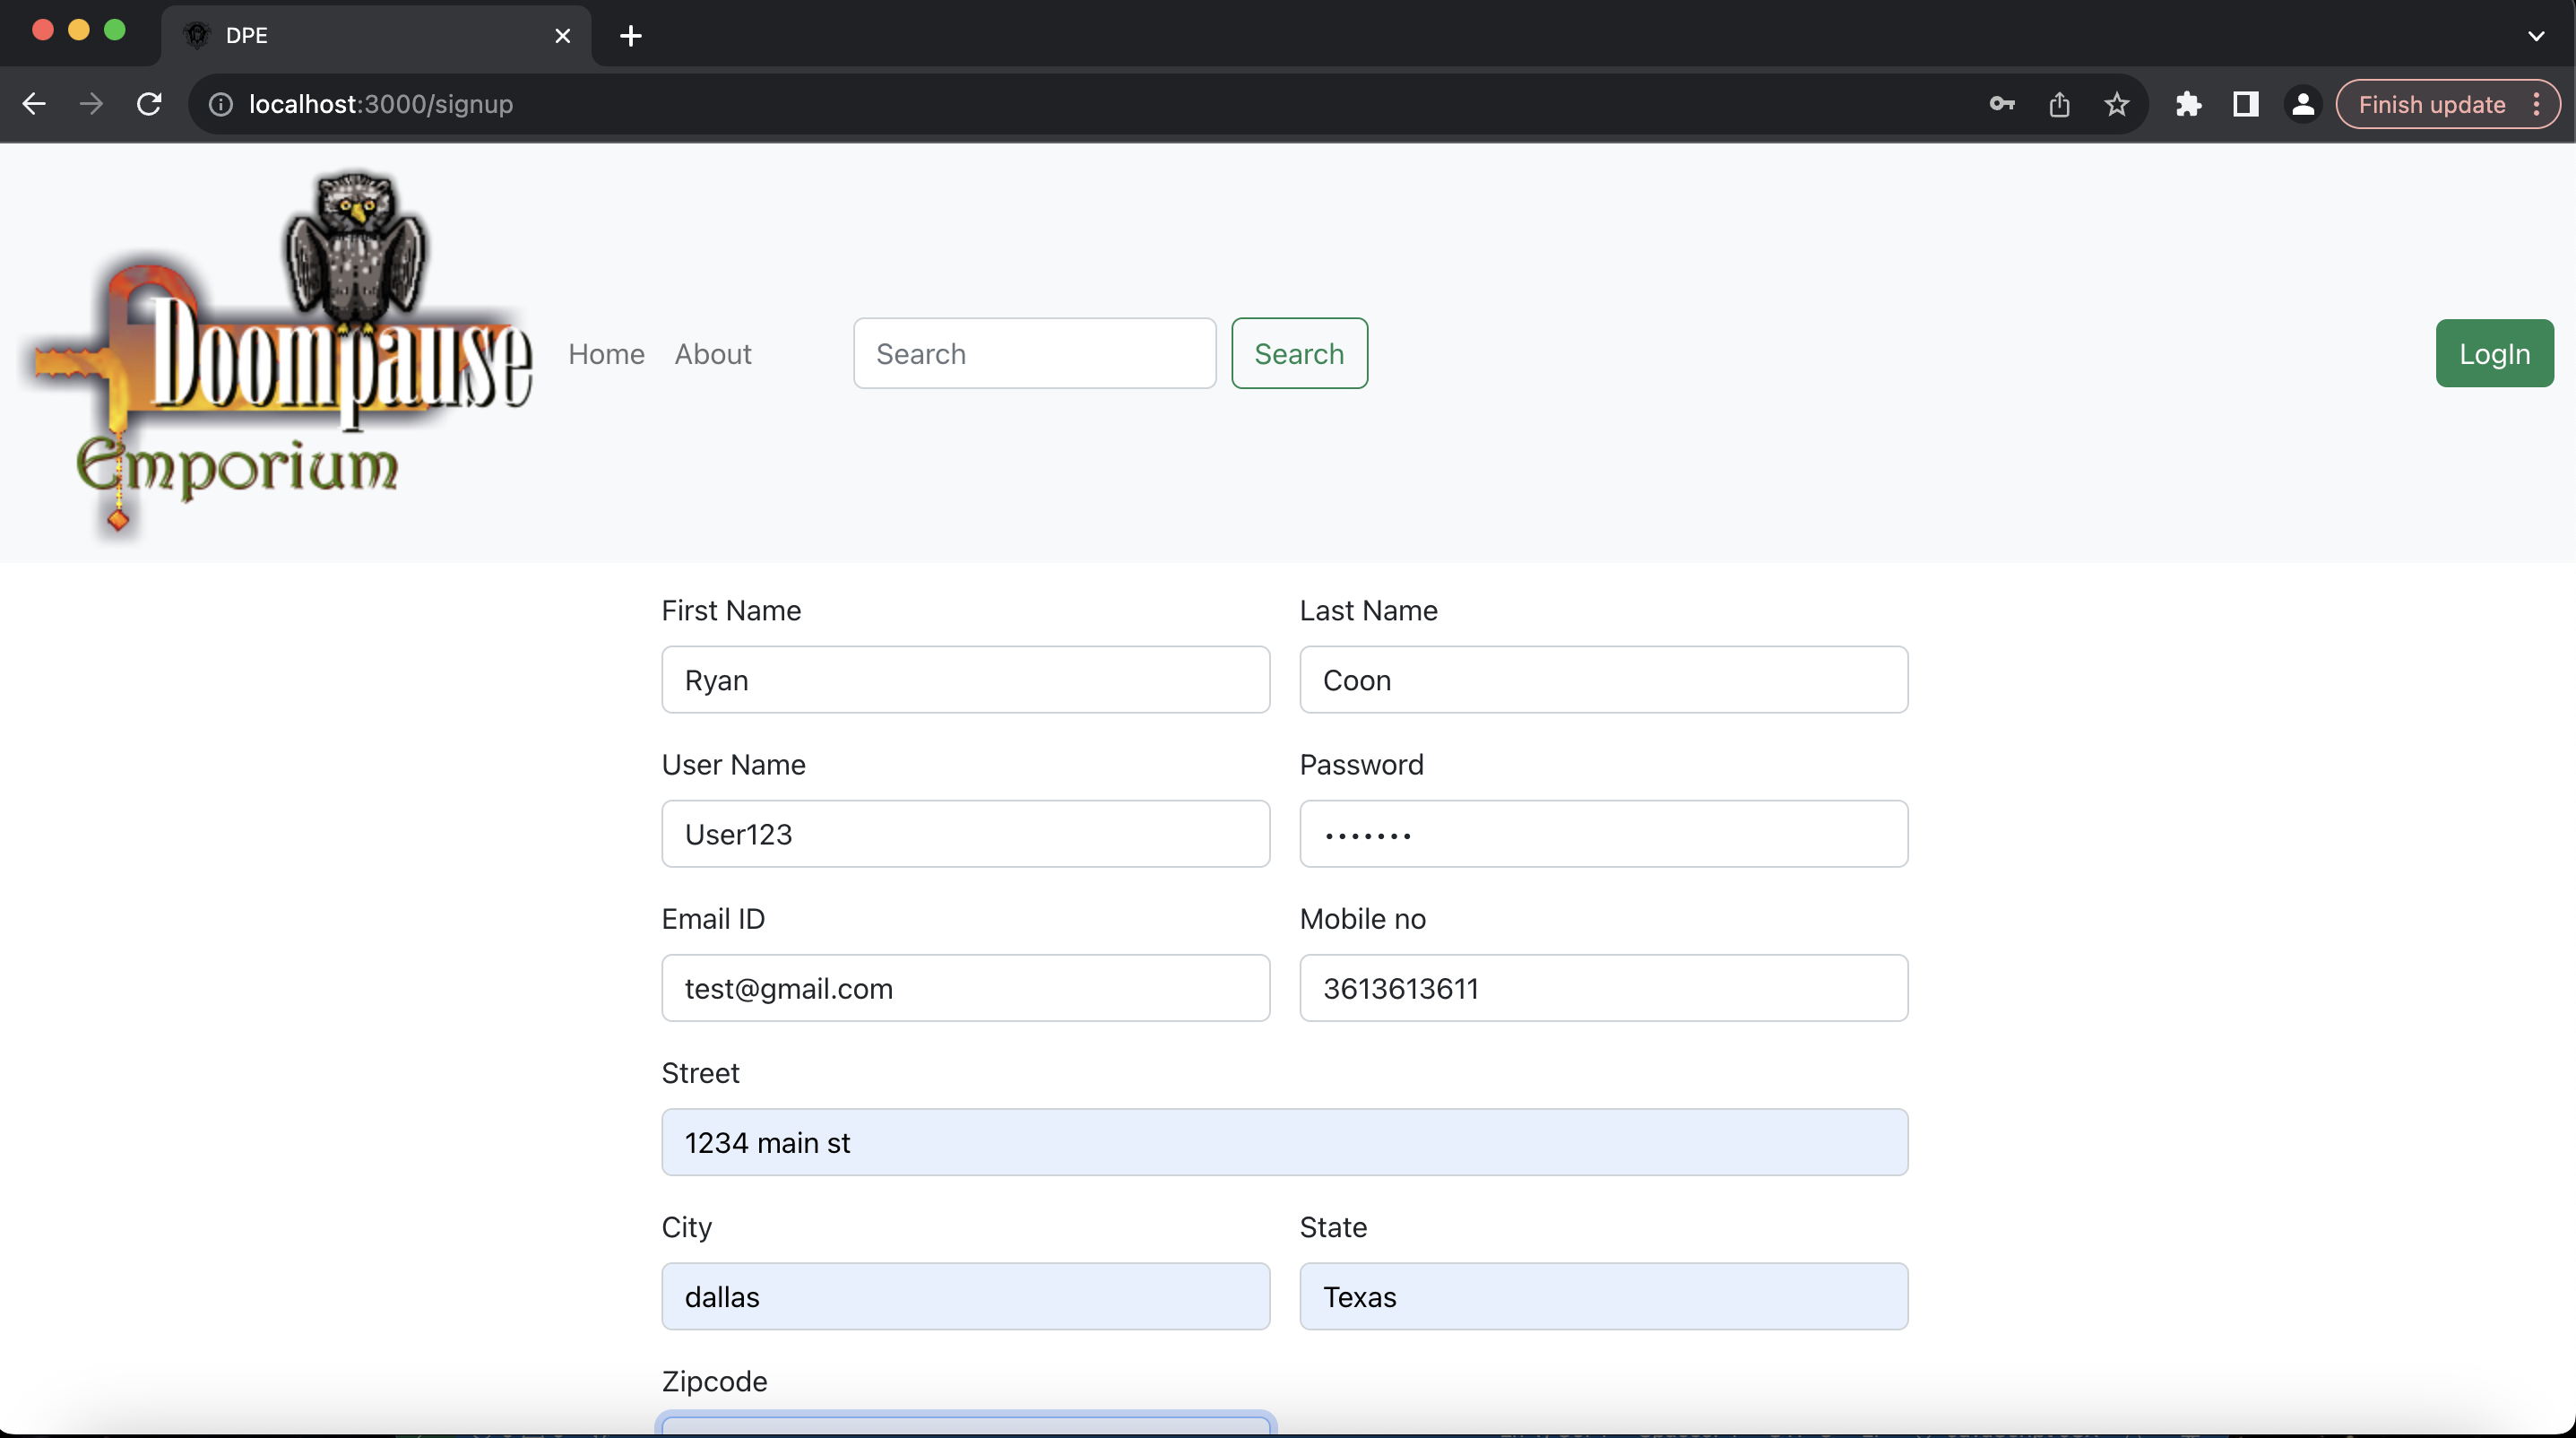 DPE
localhost:3000/signup
Finish update
Doompause
Emporium
Home About Search Search LogIn
First Name Last Name
Ryan Coon
User Name Password
User123 •••••••
Email ID Mobile no
test@gmail.com 3613613611
Street
1234 main st
City State
dallas Texas
Zipcode